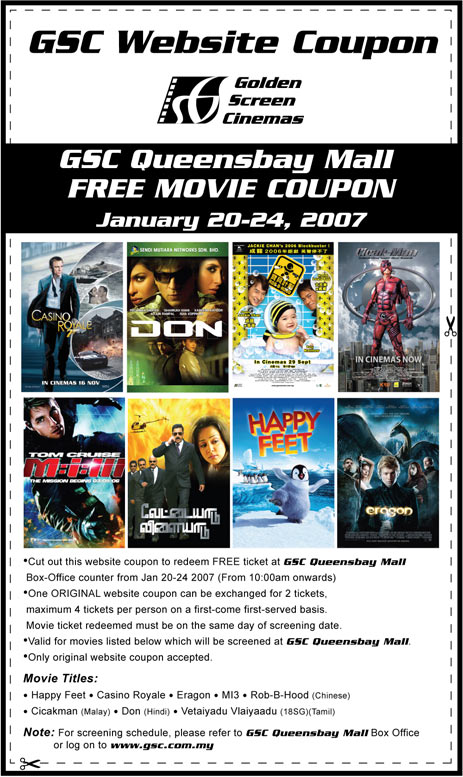 GSC Website Coupon
Golden
Screen
Cinemas
GSC Queensbay Mall
FREE MOVIE COUPON
January 20-24, 2007
CASINO
ROYALE
IN CINEMAS 16 NOV
SENDI MUTIARA NETWORKS SDN. BHD.
DON
JACKIE CHAN'S 2006 Blockbuster !
In Cinemas 29 Sept
IN CINEMAS NOW
TOM CRUISE
M:i:III
THE MISSION BEGINS 03·05·06
வேட்டையாடு
விளையாடு
HAPPY
FEET
eragon
•Cut out this website coupon to redeem FREE ticket at GSC Queensbay Mall
Box-Office counter from Jan 20-24 2007 (From 10:00am onwards)
•One ORIGINAL website coupon can be exchanged for 2 tickets,
maximum 4 tickets per person on a first-come first-served basis.
Movie ticket redeemed must be on the same day of screening date.
•Valid for movies listed below which will be screened at GSC Queensbay Mall.
•Only original website coupon accepted.
Movie Titles:
• Happy Feet • Casino Royale • Eragon • MI3 • Rob-B-Hood (Chinese)
• Cicakman (Malay) • Don (Hindi) • Vetaiyadu Vlaiyaadu (18SG)(Tamil)
Note: For screening schedule, please refer to GSC Queensbay Mall Box Office
or log on to www.gsc.com.my